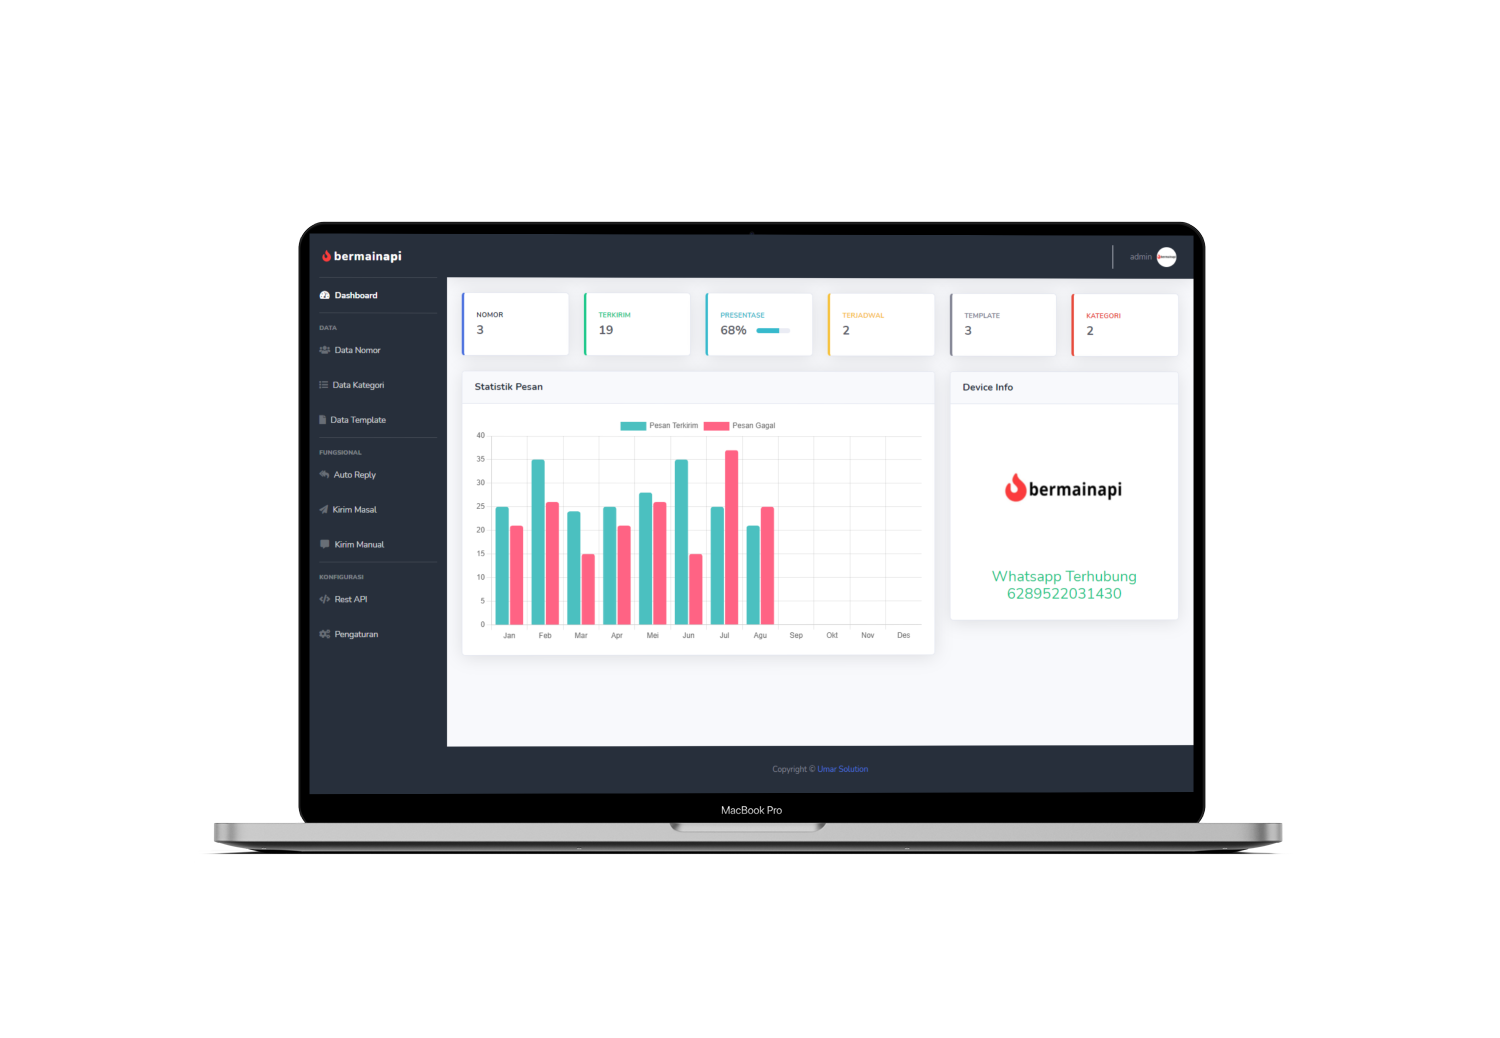 bermainapi
admin
Dashboard
DATA
Data Nomor
Data Kategori
Data Template
FUNGSIONAL
Auto Reply
Kirim Masal
Kirim Manual
KONFIGURASI
Rest API
Pengaturan
NOMOR
3
TERKIRIM
19
PRESENTASE
68%
TERJADWAL
2
TEMPLATE
3
KATEGORI
2
Statistik Pesan
Pesan Terkirim Pesan Gagal
40
35
30
25
20
15
10
5
0
Jan Feb Mar Apr Mei Jun Jul Agu Sep Okt Nov Des
Device Info
bermainapi
Whatsapp Terhubung
6289522031430
Copyright © Umar Solution
MacBook Pro